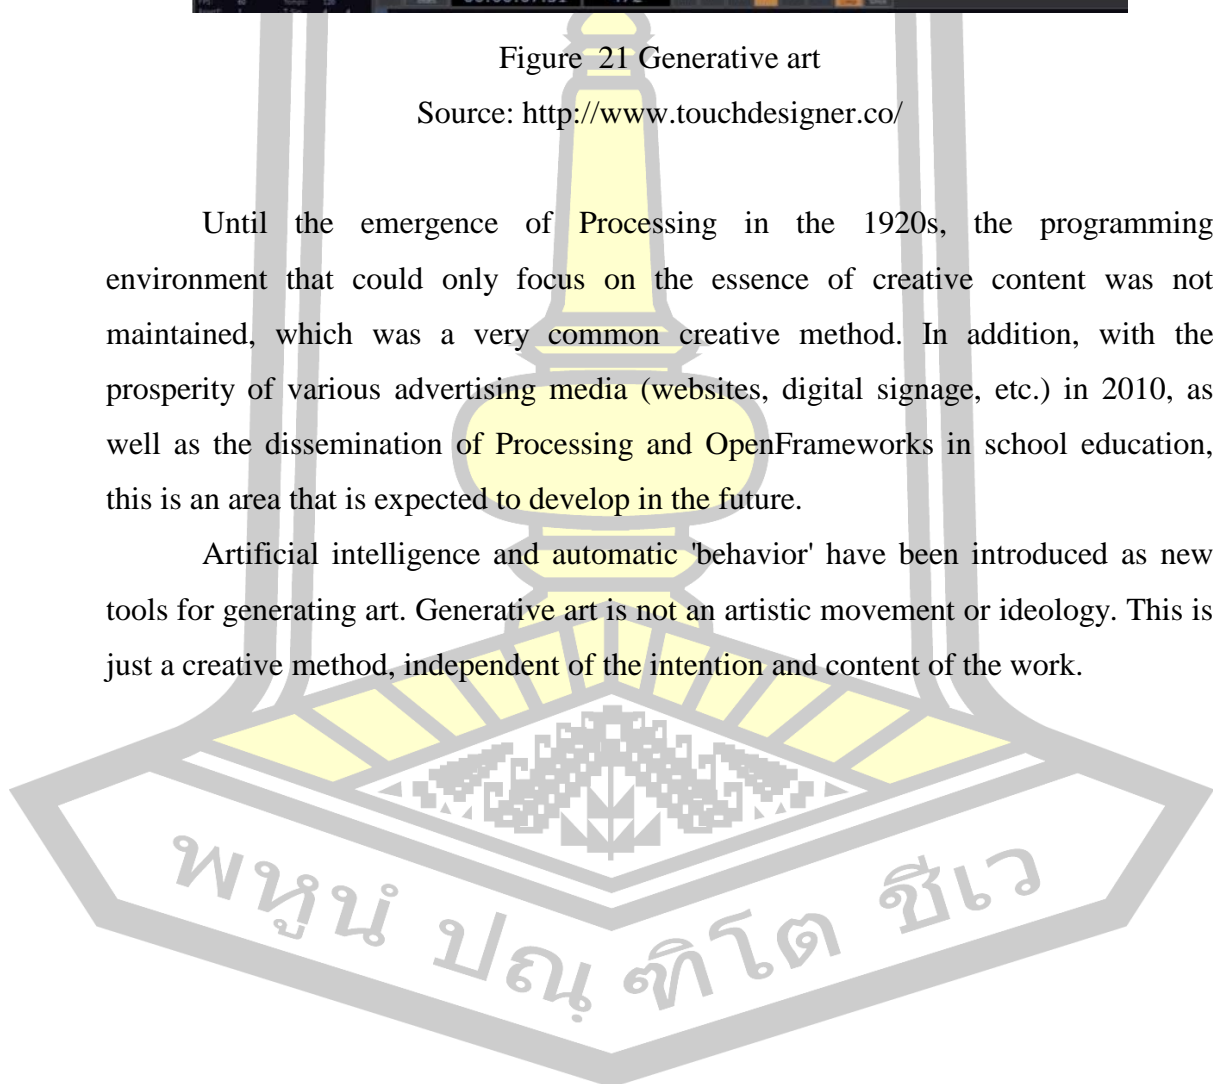 Figure 21 Generative art
Source: http://www.touchdesigner.co/
Until the emergence of Processing in the 1920s, the programming
environment that could only focus on the essence of creative content was not
maintained, which was a very common creative method. In addition, with the
prosperity of various advertising media (websites, digital signage, etc.) in 2010, as
well as the dissemination of Processing and OpenFrameworks in school education,
this is an area that is expected to develop in the future.
Artificial intelligence and automatic 'behavior' have been introduced as new
tools for generating art. Generative art is not an artistic movement or ideology. This is
just a creative method, independent of the intention and content of the work.
พหูนํ ปณฺฑิโต ชีเว